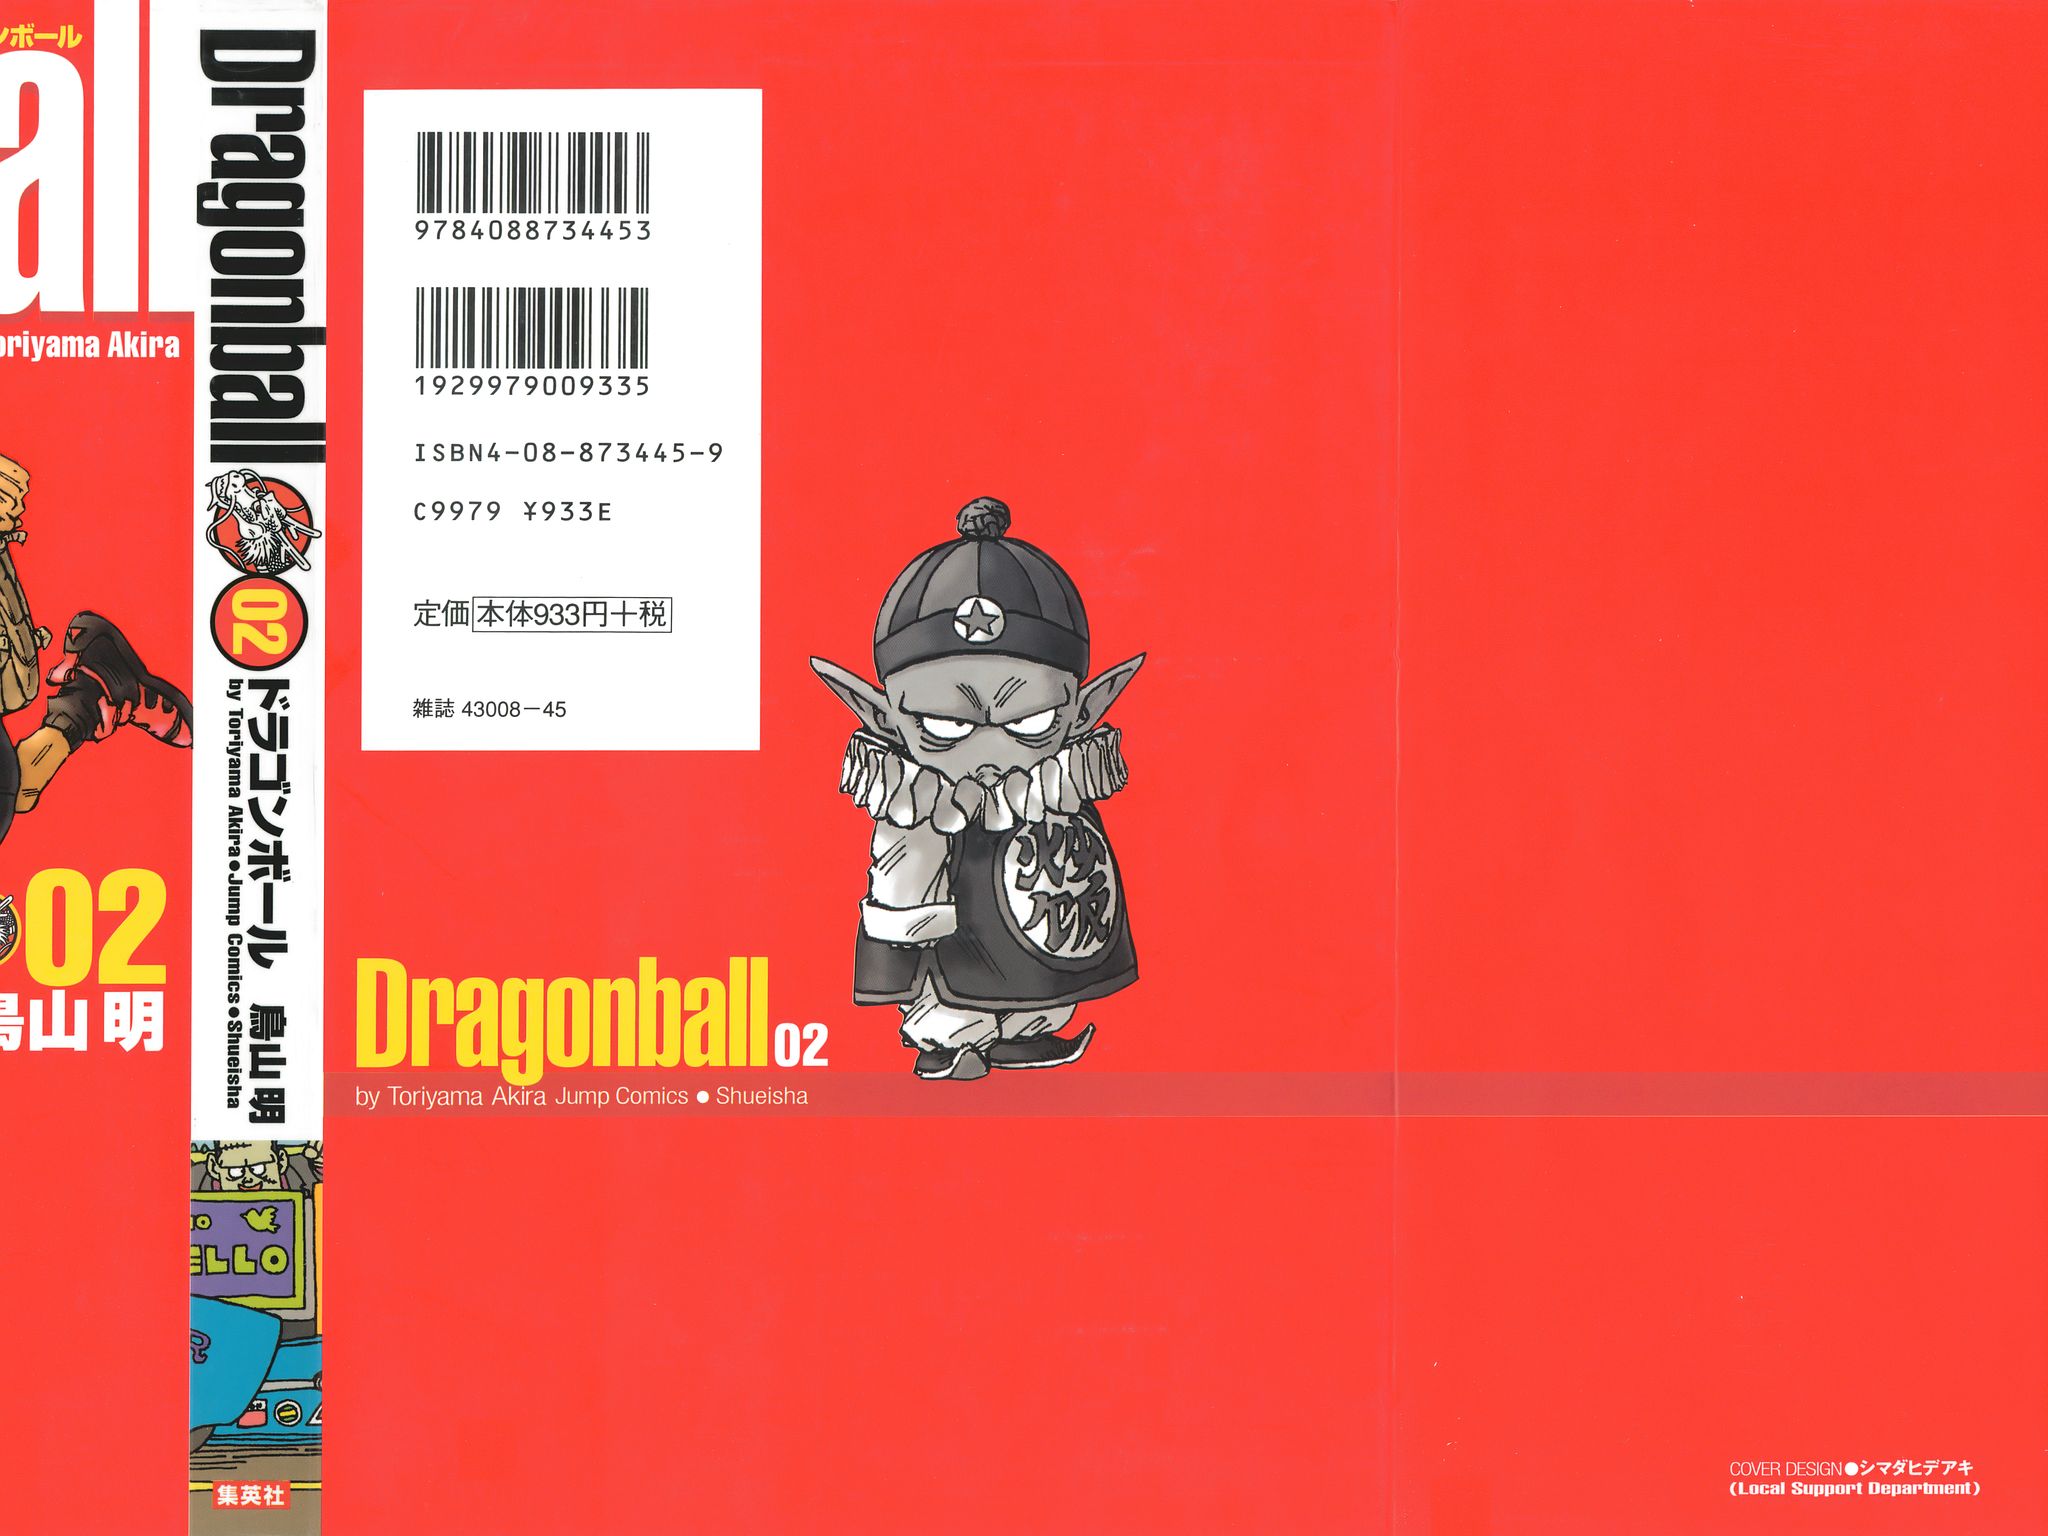 ンボール
all
oriyama Akira
02
鳥山 明
Dragonball
02
ドラゴンボール 鳥山 明
by Toriyama Akira●Jump Comics●Shueisha
ELLO
集英社
9784088734453
1929979009335
ISBN4-08-873445-9
C9979 ¥933E
定価 本体933円+税
雑誌 43008-45
炒飯
Dragonball 02
by Toriyama Akira Jump Comics ● Shueisha
COVER DESIGN●シマダヒデアキ
(Local Support Department)